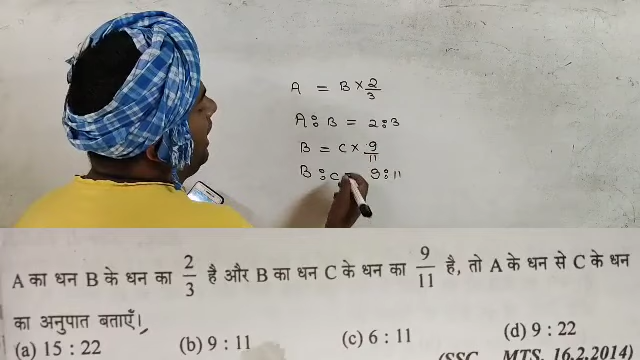 A = B × 2/3
A : B = 2 : 3
B = C × 9/11
B : C = 9 : 11
A का धन B के धन का 2/3 है और B का धन C के धन का 9/11 है, तो A के धन से C के धन
का अनुपात बताएँ।
(a) 15 : 22 (b) 9 : 11 (c) 6 : 11 (d) 9 : 22
(SSC MTS, 16.2.2014)